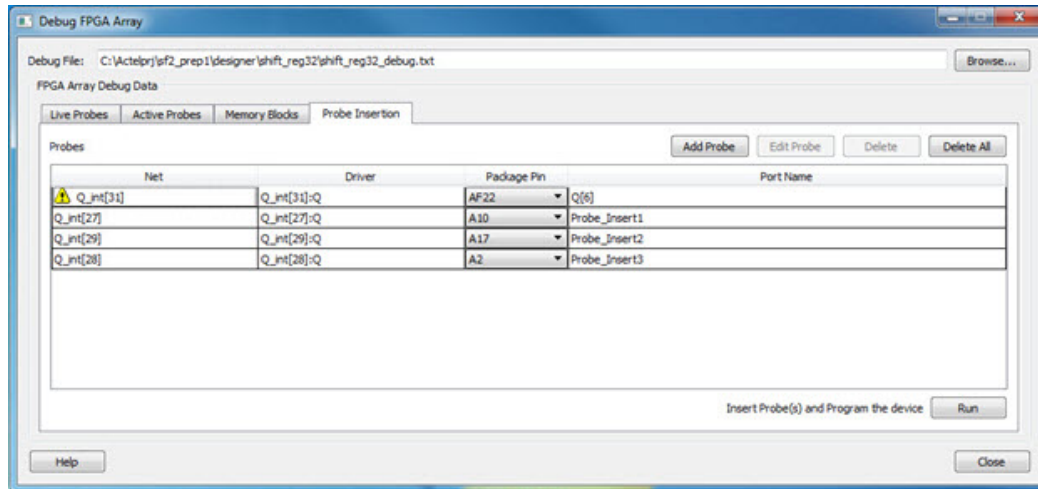 Debug FPGA Array
Debug File: C:\Actelprj\sf2_prep1\designer\shift_reg32\shift_reg32_debug.txt Browse...
FPGA Array Debug Data
Live Probes Active Probes Memory Blocks Probe Insertion
Probes Add Probe Edit Probe Delete Delete All
Net Driver Package Pin Port Name
Q_int[31] Q_int[31]:Q AF22 Q[6]
Q_int[27] Q_int[27]:Q A10 Probe_Insert1
Q_int[29] Q_int[29]:Q A17 Probe_Insert2
Q_int[28] Q_int[28]:Q A2 Probe_Insert3
Insert Probe(s) and Program the device Run
Help Close